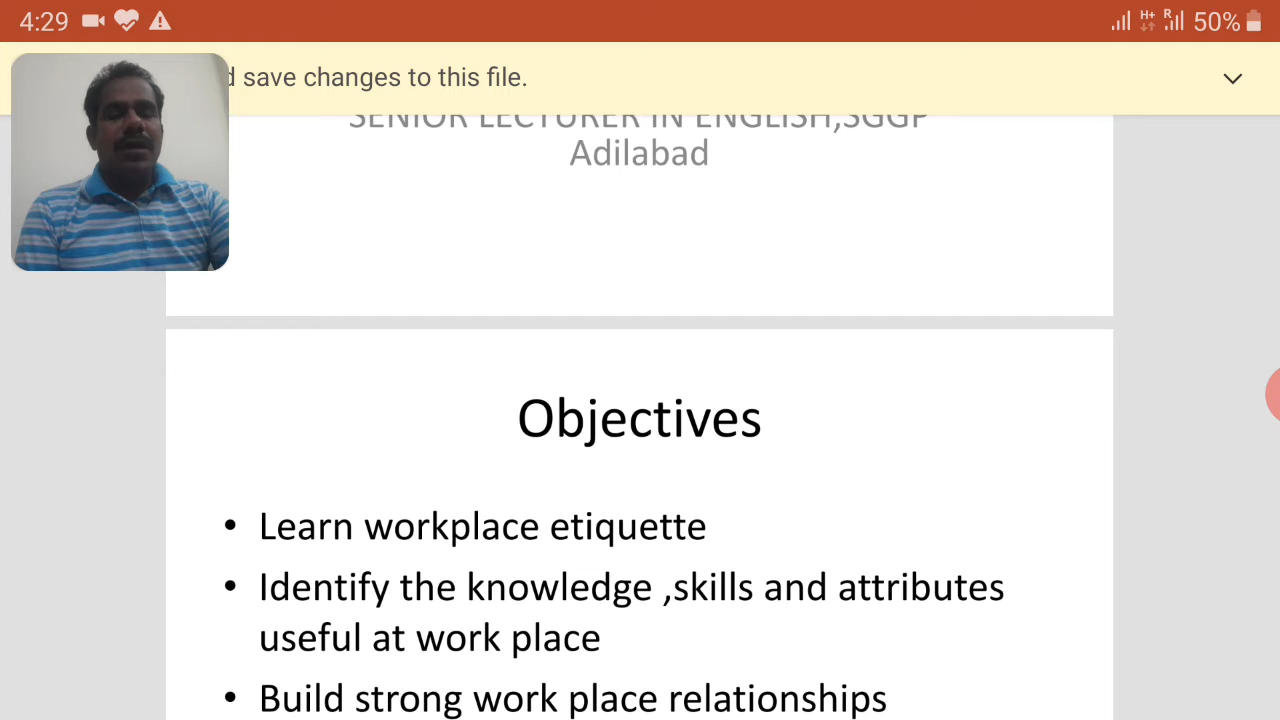 4:29 H+ R 50%
save changes to this file.
SENIOR LECTURER IN ENGLISH,SGGP
Adilabad
Objectives
• Learn workplace etiquette
• Identify the knowledge ,skills and attributes
useful at work place
• Build strong work place relationships